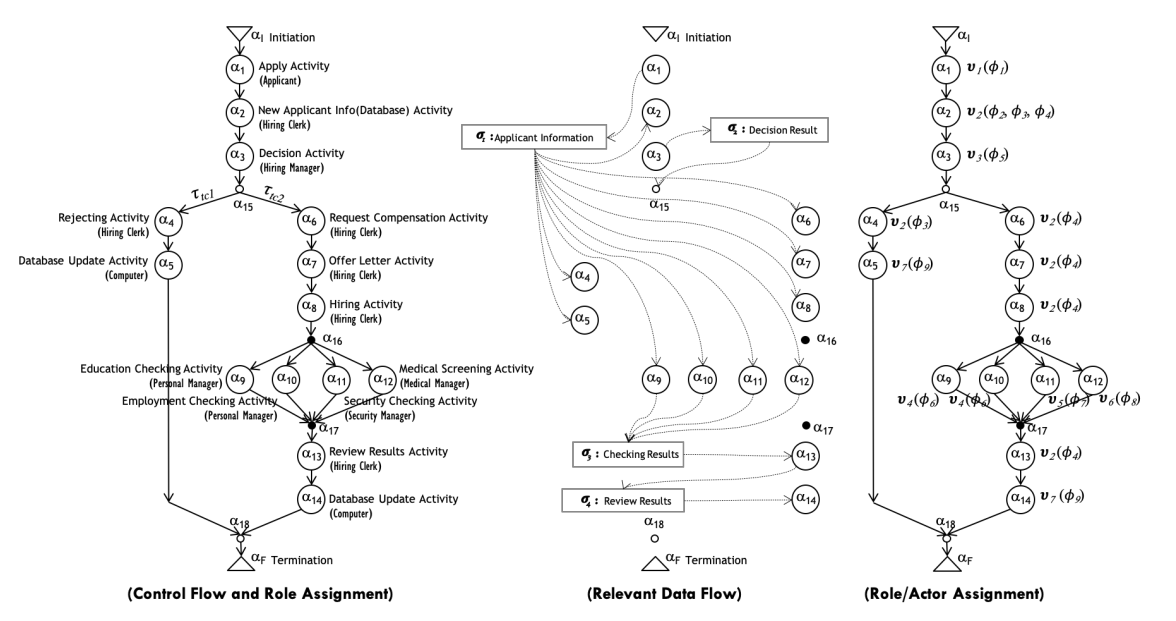 αI Initiation
α1 Apply Activity
(Applicant)
α2 New Applicant Info(Database) Activity
(Hiring Clerk)
α3 Decision Activity
(Hiring Manager)
τtc1 τtc2
α15
Rejecting Activity α4
(Hiring Clerk)
α6 Request Compensation Activity
(Hiring Clerk)
Database Update Activity α5
(Computer)
α7 Offer Letter Activity
(Hiring Clerk)
α8 Hiring Activity
(Hiring Clerk)
α16
Education Checking Activity α9 α10 α11 α12 Medical Screening Activity
(Personal Manager) (Medical Manager)
Employment Checking Activity Security Checking Activity
(Personal Manager) (Security Manager)
α17
α13 Review Results Activity
(Hiring Clerk)
α14 Database Update Activity
(Computer)
α18
αF Termination
(Control Flow and Role Assignment)
αI Initiation
α1
α2
σ1 :Applicant Information
σ2 : Decision Result
α3
α15
α6
α7
α4
α8
α5
α16
α9 α10 α11 α12
α17
σ3 : Checking Results
α13
σ4 : Review Results
α14
α18
αF Termination
(Relevant Data Flow)
αI
α1 υ1(ϕ1)
α2 υ2(ϕ2, ϕ3, ϕ4)
α3 υ3(ϕ5)
α15
α4 υ2(ϕ3)
α6 υ2(ϕ4)
α5 υ7(ϕ9)
α7 υ2(ϕ4)
α8 υ2(ϕ4)
α16
α9 α10 α11 α12
υ4(ϕ6) υ4(ϕ6) υ5(ϕ7) υ6(ϕ8)
α17
α13 υ2(ϕ4)
α14 υ7(ϕ9)
α18
αF
(Role/Actor Assignment)